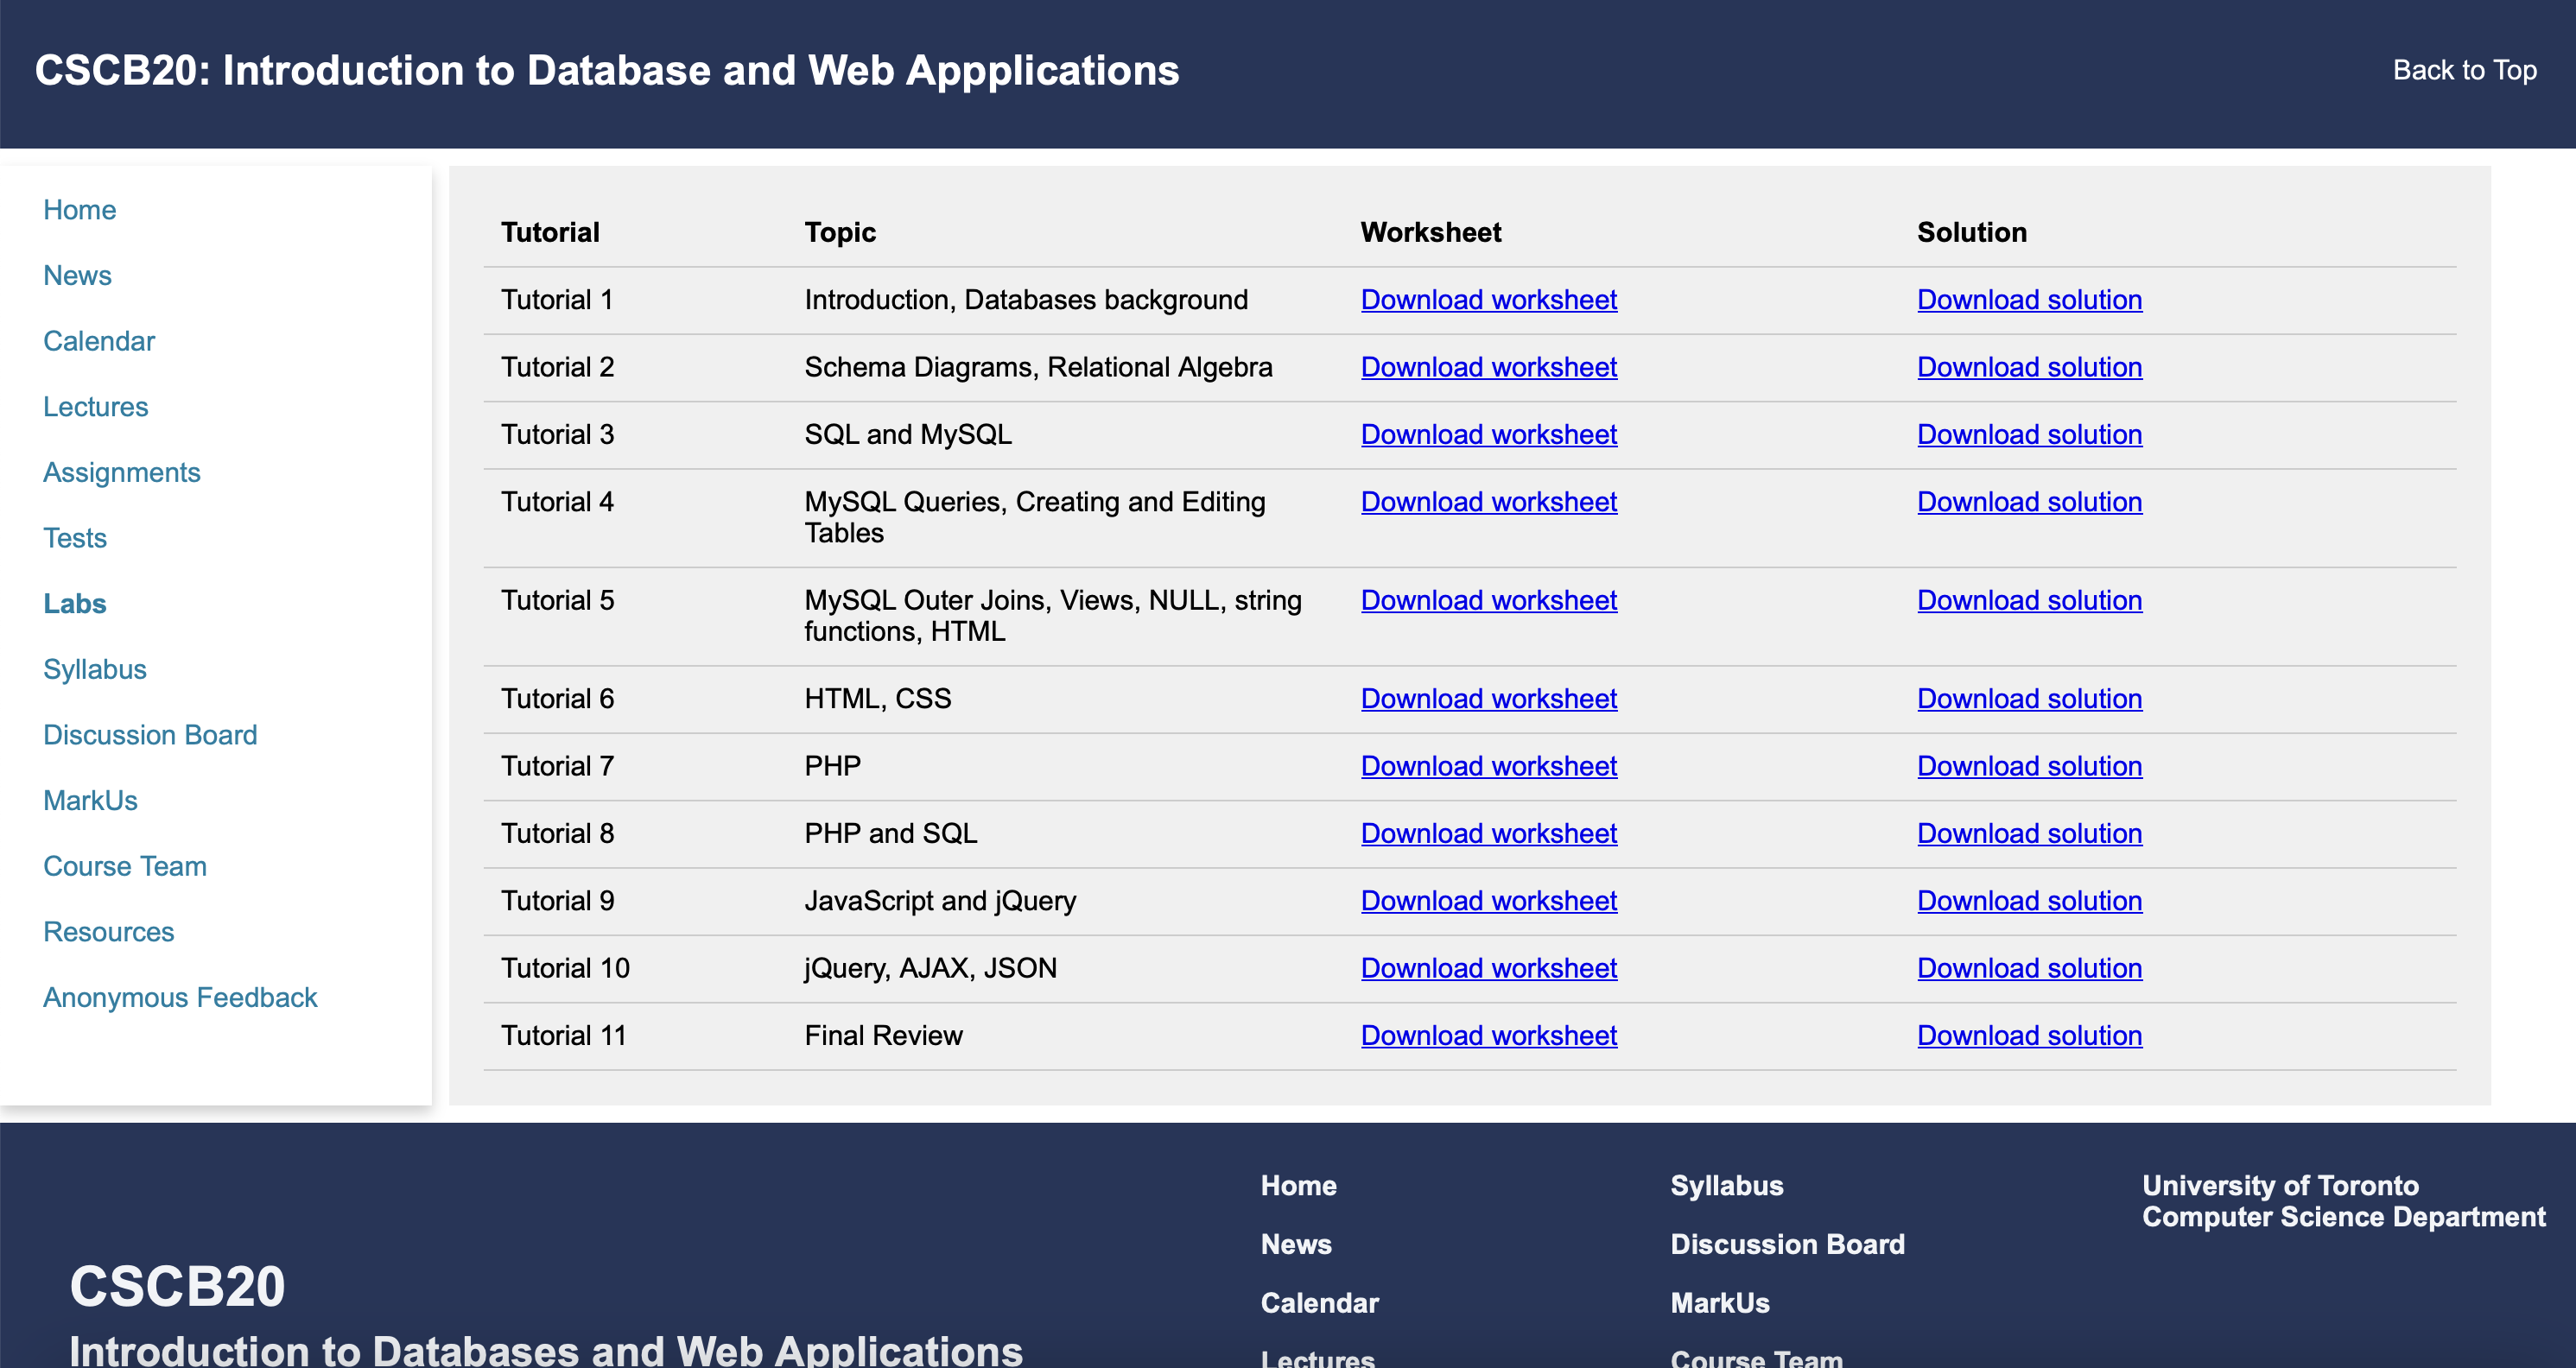 CSCB20: Introduction to Database and Web Appplications
Back to Top
Home
News
Calendar
Lectures
Assignments
Tests
Labs
Syllabus
Discussion Board
MarkUs
Course Team
Resources
Anonymous Feedback
Tutorial Topic Worksheet Solution
Tutorial 1 Introduction, Databases background Download worksheet Download solution
Tutorial 2 Schema Diagrams, Relational Algebra Download worksheet Download solution
Tutorial 3 SQL and MySQL Download worksheet Download solution
Tutorial 4 MySQL Queries, Creating and Editing Download worksheet Download solution
Tables
Tutorial 5 MySQL Outer Joins, Views, NULL, string Download worksheet Download solution
functions, HTML
Tutorial 6 HTML, CSS Download worksheet Download solution
Tutorial 7 PHP Download worksheet Download solution
Tutorial 8 PHP and SQL Download worksheet Download solution
Tutorial 9 JavaScript and jQuery Download worksheet Download solution
Tutorial 10 jQuery, AJAX, JSON Download worksheet Download solution
Tutorial 11 Final Review Download worksheet Download solution
CSCB20
Introduction to Databases and Web Applications
Home
News
Calendar
Lectures
Syllabus
Discussion Board
MarkUs
Course Team
University of Toronto
Computer Science Department